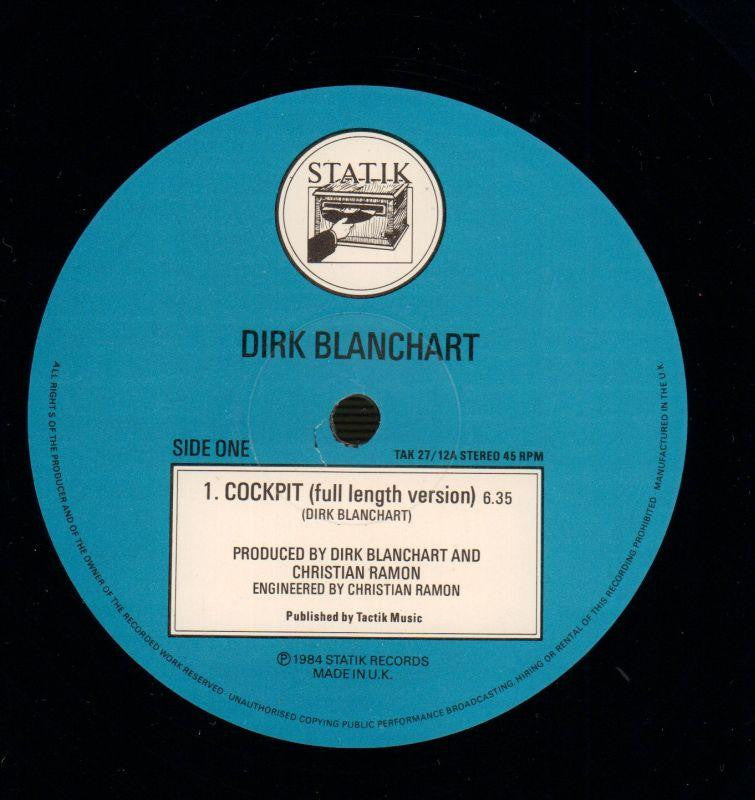 STATIK
DIRK BLANCHART
SIDE ONE
TAK 27/12A STEREO 45 RPM
1. COCKPIT (full length version) 6.35
(DIRK BLANCHART)
PRODUCED BY DIRK BLANCHART AND
CHRISTIAN RAMON
ENGINEERED BY CHRISTIAN RAMON
Published by Tactik Music
Ⓟ1984 STATIK RECORDS
MADE IN U.K.
ALL RIGHTS OF THE PRODUCER AND OF THE OWNER OF THE RECORDED WORK RESERVED. UNAUTHORISED COPYING PUBLIC PERFORMANCE BROADCASTING, HIRING OR RENTAL OF THIS RECORDING PROHIBITED. MANUFACTURED IN THE U.K.